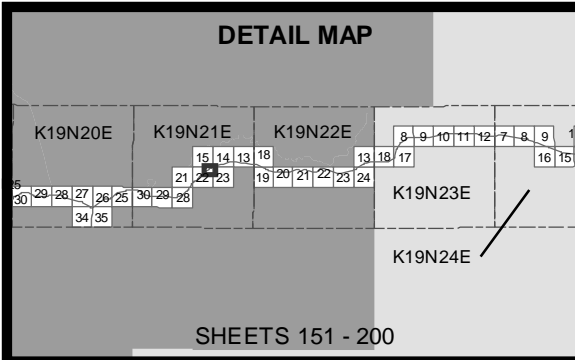 DETAIL MAP
K19N20E K19N21E K19N22E
8 9 10 11 12 7 8 9
15 14 13 18 13 18 17 16 15
21 22 23 19 20 21 22 23 24
K19N23E
30 29 28 27 26 25 30 29 28
34 35
K19N24E
SHEETS 151 - 200